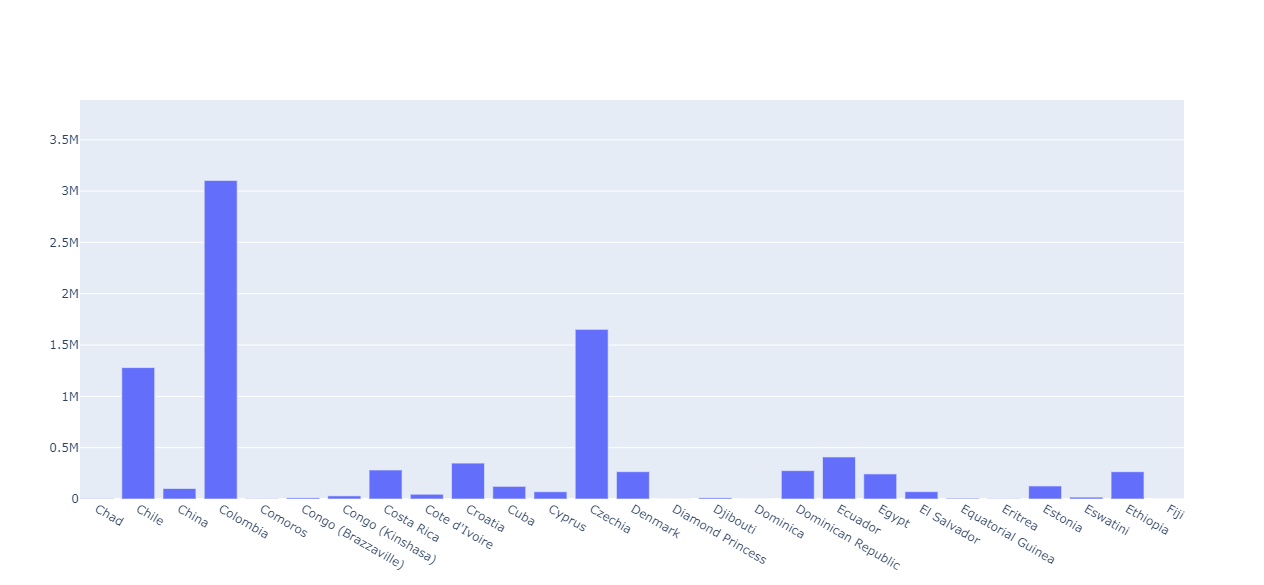 3.5M
3M
2.5M
2M
1.5M
1M
0.5M
0
Chad
Chile
China
Colombia
Comoros
Congo (Brazzaville)
Congo (Kinshasa)
Costa Rica
Cote d'Ivoire
Croatia
Cuba
Cyprus
Czechia
Denmark
Diamond Princess
Djibouti
Dominica
Dominican Republic
Ecuador
Egypt
El Salvador
Equatorial Guinea
Eritrea
Estonia
Eswatini
Ethiopia
Fiji